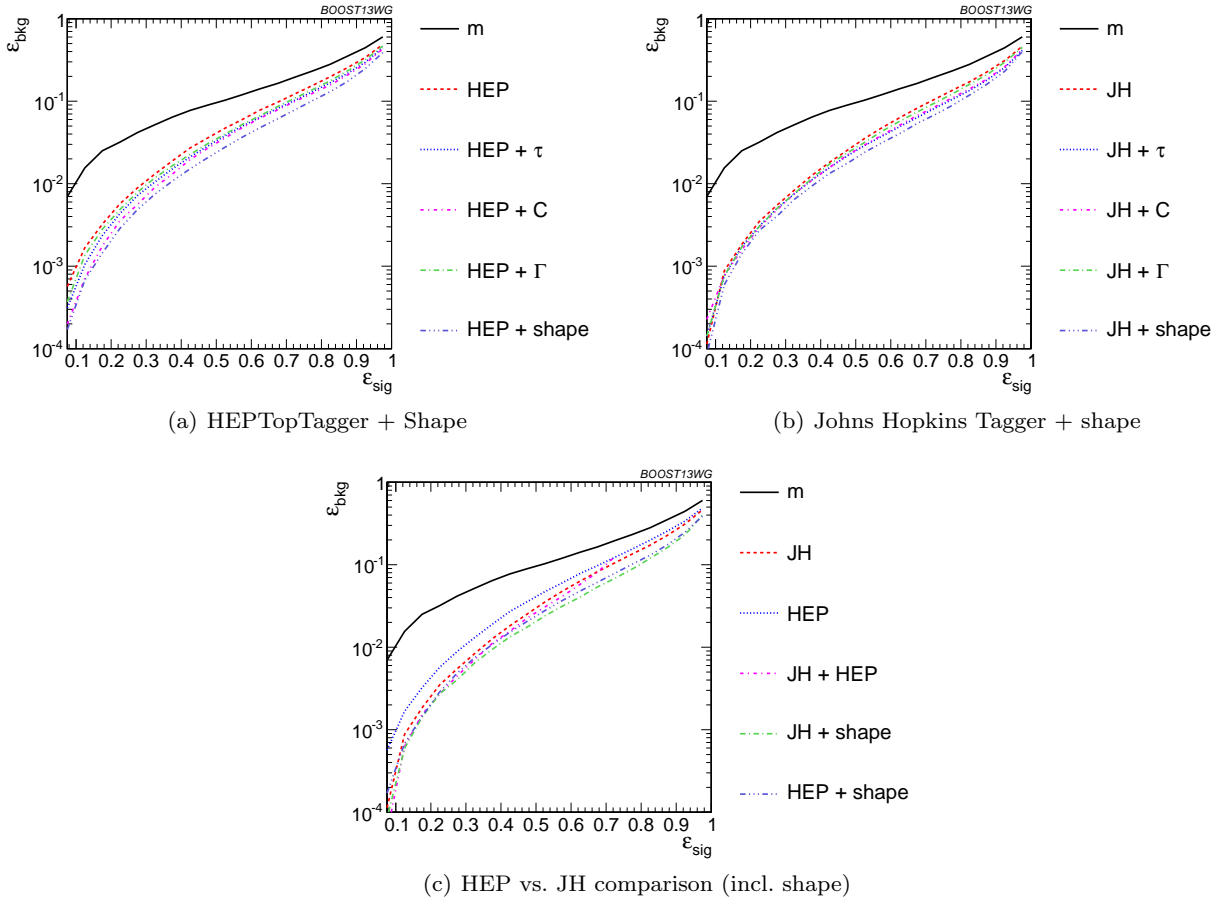 BOOST13WG
ε_bkg
1
10⁻¹
10⁻²
10⁻³
10⁻⁴
0.1 0.2 0.3 0.4 0.5 0.6 0.7 0.8 0.9 1
ε_sig
m
HEP
HEP + τ
HEP + C
HEP + Γ
HEP + shape
(a) HEPTopTagger + Shape
BOOST13WG
ε_bkg
1
10⁻¹
10⁻²
10⁻³
10⁻⁴
0.1 0.2 0.3 0.4 0.5 0.6 0.7 0.8 0.9 1
ε_sig
m
JH
JH + τ
JH + C
JH + Γ
JH + shape
(b) Johns Hopkins Tagger + shape
BOOST13WG
ε_bkg
1
10⁻¹
10⁻²
10⁻³
10⁻⁴
0.1 0.2 0.3 0.4 0.5 0.6 0.7 0.8 0.9 1
ε_sig
m
JH
HEP
JH + HEP
JH + shape
HEP + shape
(c) HEP vs. JH comparison (incl. shape)